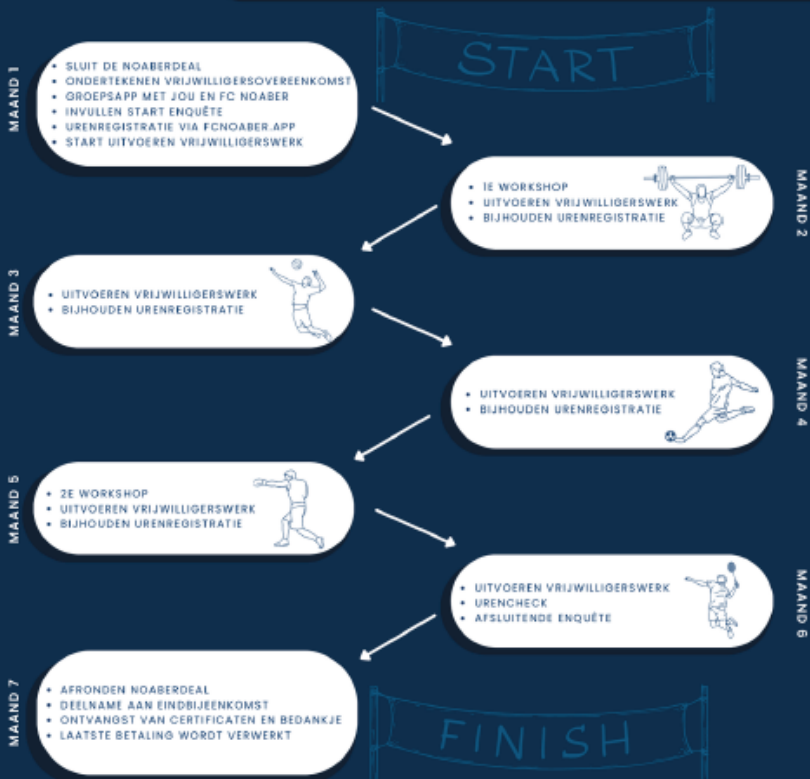 START
MAAND 1
• SLUIT DE NOABERDEAL
• ONDERTEKENEN VRIJWILLIGERSOVEREENKOMST
• GROEPSAPP MET JOU EN FC NOABER
• INVULLEN START ENQUÊTE
• URENREGISTRATIE VIA FCNOABER.APP
• START UITVOEREN VRIJWILLIGERSWERK
MAAND 2
• 1E WORKSHOP
• UITVOEREN VRIJWILLIGERSWERK
• BIJHOUDEN URENREGISTRATIE
MAAND 3
• UITVOEREN VRIJWILLIGERSWERK
• BIJHOUDEN URENREGISTRATIE
MAAND 4
• UITVOEREN VRIJWILLIGERSWERK
• BIJHOUDEN URENREGISTRATIE
MAAND 5
• 2E WORKSHOP
• UITVOEREN VRIJWILLIGERSWERK
• BIJHOUDEN URENREGISTRATIE
MAAND 6
• UITVOEREN VRIJWILLIGERSWERK
• URENCHECK
• AFSLUITENDE ENQUÊTE
MAAND 7
• AFRONDEN NOABERDEAL
• DEELNAME AAN EINDBIJEENKOMST
• ONTVANGST VAN CERTIFICATEN EN BEDANKJE
• LAATSTE BETALING WORDT VERWERKT
FINISH